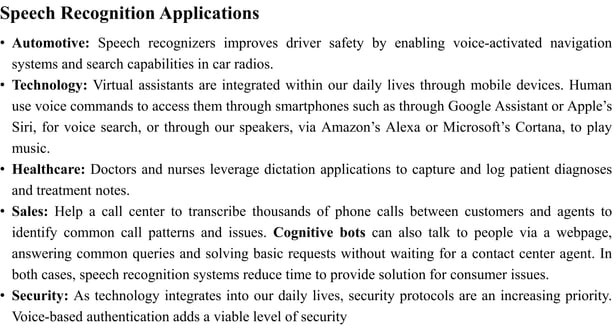 Speech Recognition Applications
• Automotive: Speech recognizers improves driver safety by enabling voice-activated navigation
systems and search capabilities in car radios.
• Technology: Virtual assistants are integrated within our daily lives through mobile devices. Human
use voice commands to access them through smartphones such as through Google Assistant or Apple’s
Siri, for voice search, or through our speakers, via Amazon’s Alexa or Microsoft’s Cortana, to play
music.
• Healthcare: Doctors and nurses leverage dictation applications to capture and log patient diagnoses
and treatment notes.
• Sales: Help a call center to transcribe thousands of phone calls between customers and agents to
identify common call patterns and issues. Cognitive bots can also talk to people via a webpage,
answering common queries and solving basic requests without waiting for a contact center agent. In
both cases, speech recognition systems reduce time to provide solution for consumer issues.
• Security: As technology integrates into our daily lives, security protocols are an increasing priority.
Voice-based authentication adds a viable level of security